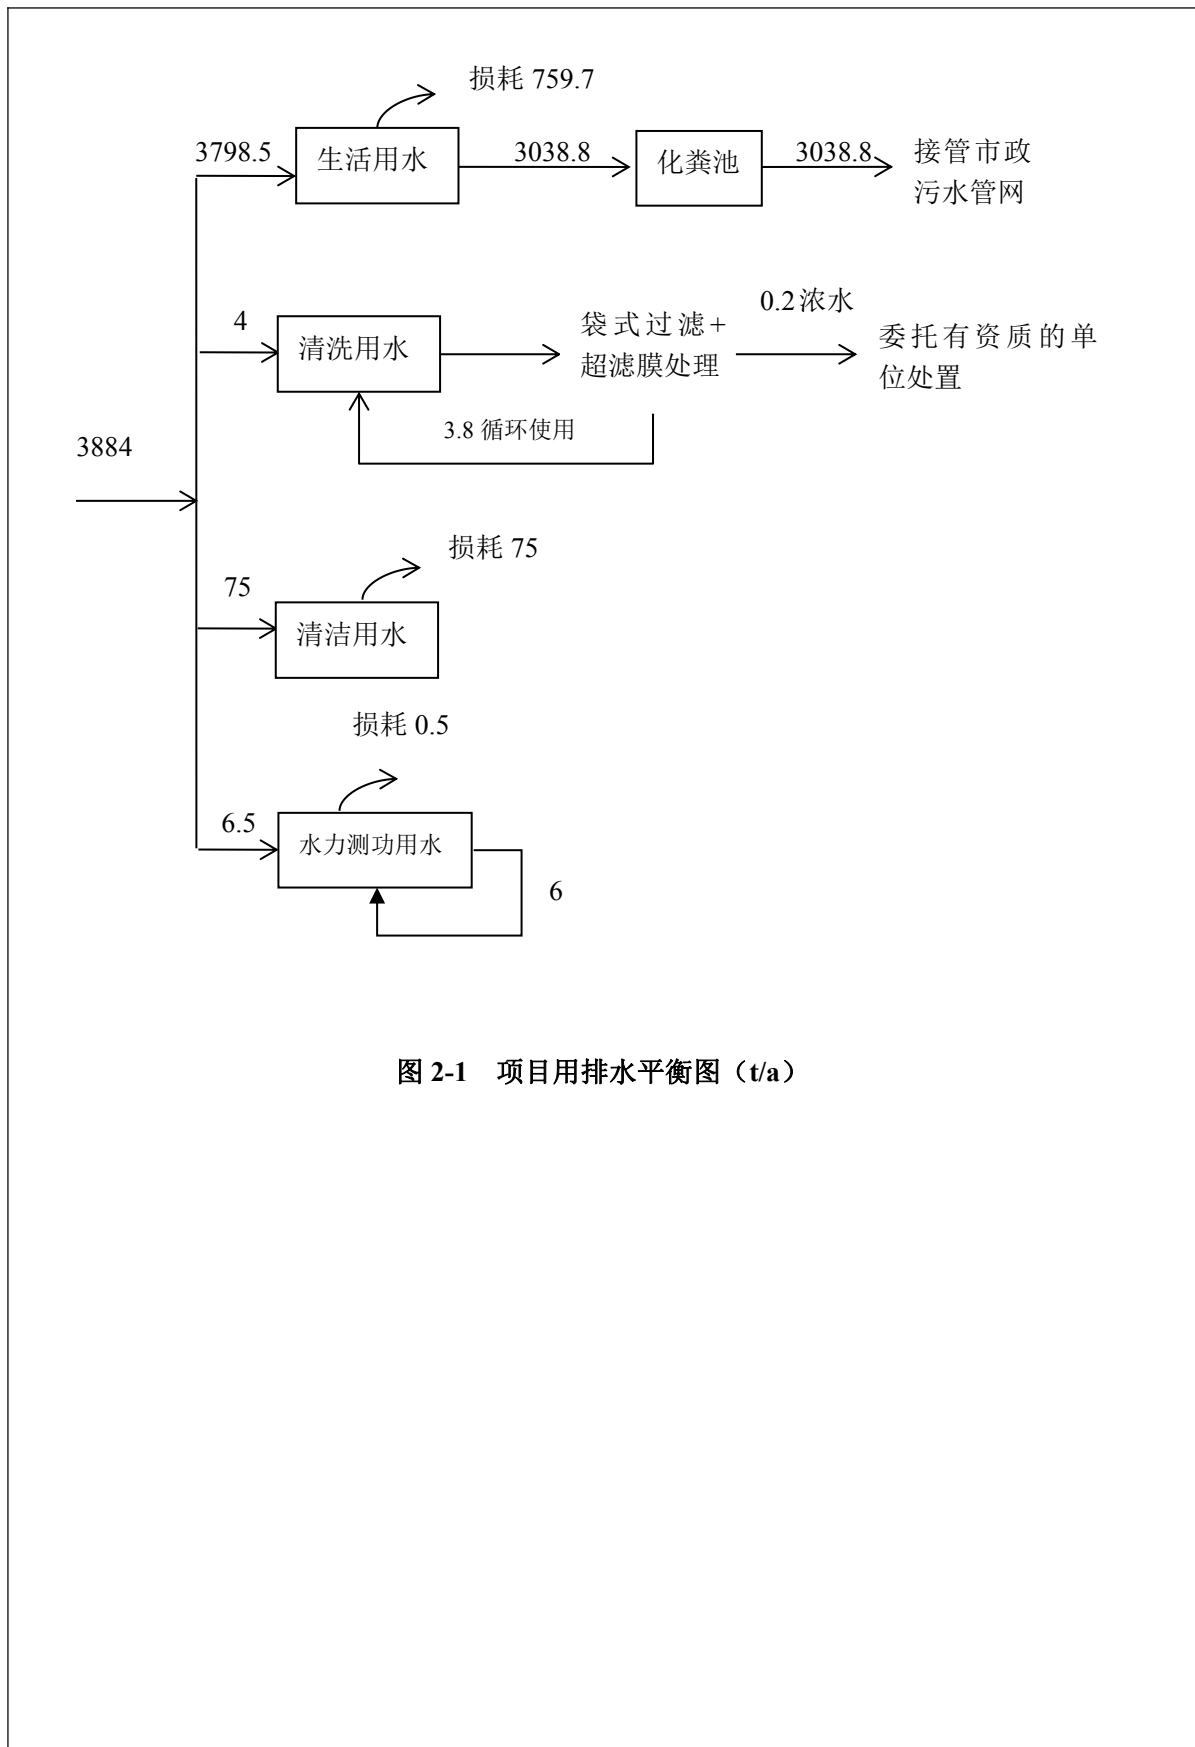 损耗 759.7
3798.5
生活用水
3038.8
化粪池
3038.8
接管市政
污水管网
4
清洗用水
袋式过滤+
超滤膜处理
0.2浓水
委托有资质的单
位处置
3.8 循环使用
3884
损耗 75
75
清洁用水
损耗 0.5
6.5
水力测功用水
6
图 2-1 项目用排水平衡图（t/a）